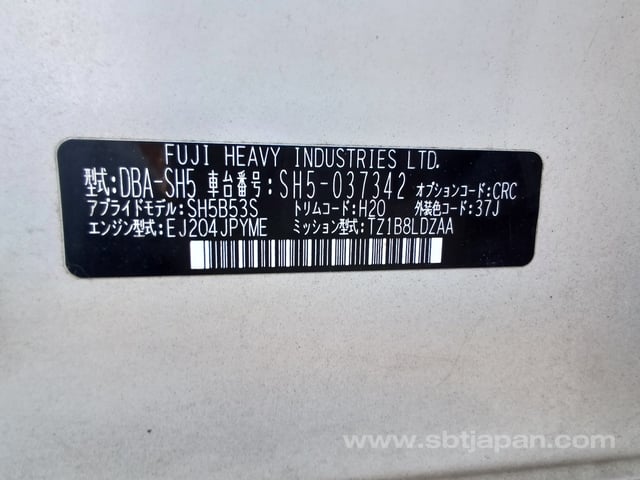 FUJI HEAVY INDUSTRIES LTD.
型式:DBA-SH5 車台番号:SH5-037342 オプションコード:CRC
アプライドモデル:SH5B53S トリムコード:H20 外装色コード:37J
エンジン型式:EJ204JPYME ミッション型式:TZ1B8LDZAA
www.sbtjapan.com